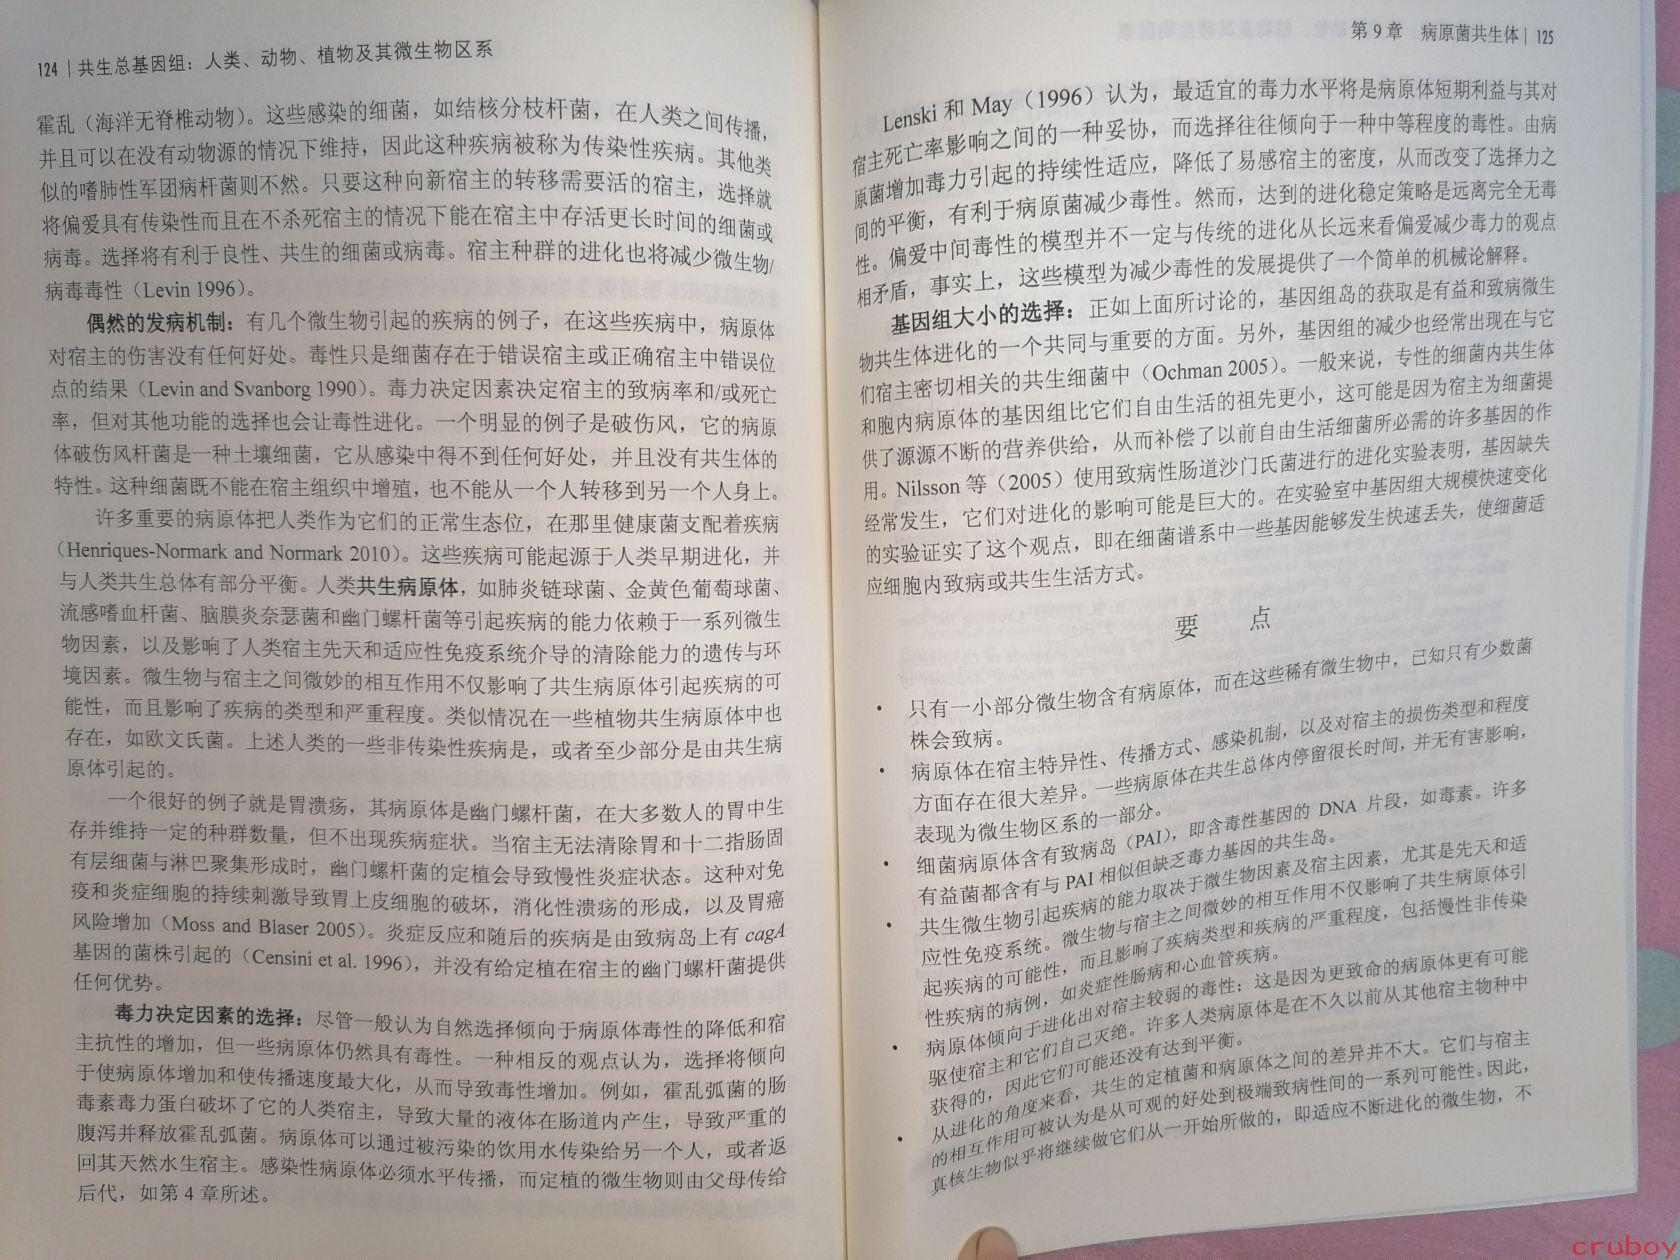 124 | 共生总基因组：人类、动物、植物及其微生物区系
霍乱（海洋无脊椎动物）。这些感染的细菌，如结核分枝杆菌，在人类之间传播，
并且可以在没有动物源的情况下维持，因此这种疾病被称为传染性疾病。其他类
似的嗜肺性军团病杆菌则不然。只要这种向新宿主的转移需要活的宿主，选择就
将偏爱具有传染性而且在不杀死宿主的情况下能在宿主中存活更长时间的细菌或
病毒。选择将有利于良性、共生的细菌或病毒。宿主种群的进化也将减少微生物/
病毒毒性（Levin 1996）。
偶然的发病机制：有几个微生物引起的疾病的例子，在这些疾病中，病原体
对宿主的伤害没有任何好处。毒性只是细菌存在于错误宿主或正确宿主中错误位
点的结果（Levin and Svanborg 1990）。毒力决定因素决定宿主的致病率和/或死亡
率，但对其他功能的选择也会让毒性进化。一个明显的例子是破伤风，它的病原
体破伤风杆菌是一种土壤细菌，它从感染中得不到任何好处，并且没有共生体的
特性。这种细菌既不能在宿主组织中增殖，也不能从一个人转移到另一个人身上。
许多重要的病原体把人类作为它们的正常生态位，在那里健康菌支配着疾病
（Henriques-Normark and Normark 2010）。这些疾病可能起源于人类早期进化，并
与人类共生总体有部分平衡。人类共生病原体，如肺炎链球菌、金黄色葡萄球菌、
流感嗜血杆菌、脑膜炎奈瑟菌和幽门螺杆菌等引起疾病的能力依赖于一系列微生
物因素，以及影响了人类宿主先天和适应性免疫系统介导的清除能力的遗传与环
境因素。微生物与宿主之间微妙的相互作用不仅影响了共生病原体引起疾病的可
能性，而且影响了疾病的类型和严重程度。类似情况在一些植物共生病原体中也
存在，如欧文氏菌。上述人类的一些非传染性疾病是，或者至少部分是由共生病
原体引起的。
一个很好的例子就是胃溃疡，其病原体是幽门螺杆菌，在大多数人的胃中生
存并维持一定的种群数量，但不出现疾病症状。当宿主无法清除胃和十二指肠固
有层细菌与淋巴聚集形成时，幽门螺杆菌的定植会导致慢性炎症状态。这种对免
疫和炎症细胞的持续刺激导致胃上皮细胞的破坏，消化性溃疡的形成，以及胃癌
风险增加（Moss and Blaser 2005）。炎症反应和随后的疾病是由致病岛上有 cagA
基因的菌株引起的（Censini et al. 1996），并没有给定植在宿主的幽门螺杆菌提供
任何优势。
毒力决定因素的选择：尽管一般认为自然选择倾向于病原体毒性的降低和宿
主抗性的增加，但一些病原体仍然具有毒性。一种相反的观点认为，选择将倾向
于使病原体增加和使传播速度最大化，从而导致毒性增加。例如，霍乱弧菌的肠
毒素毒力蛋白破坏了它的人类宿主，导致大量的液体在肠道内产生，导致严重的
腹泻并释放霍乱弧菌。病原体可以通过被污染的饮用水传染给另一个人，或者返
回其天然水生宿主。感染性病原体必须水平传播，而定植的微生物则由父母传给
后代，如第 4 章所述。
第 9 章　病原菌共生体 | 125
Lenski 和 May（1996）认为，最适宜的毒力水平将是病原体短期利益与其对
宿主死亡率影响之间的一种妥协，而选择往往倾向于一种中等程度的毒性。由病
原菌增加毒力引起的持续性适应，降低了易感宿主的密度，从而改变了选择力之
间的平衡，有利于病原菌减少毒性。然而，达到的进化稳定策略是远离完全无毒
性。偏爱中间毒性的模型并不一定与传统的进化从长远来看偏爱减少毒力的观点
相矛盾，事实上，这些模型为减少毒性的发展提供了一个简单的机械论解释。
基因组大小的选择：正如上面所讨论的，基因组岛的获取是有益和致病微生
物共生体进化的一个共同与重要的方面。另外，基因组的减少也经常出现在与它
们宿主密切相关的共生细菌中（Ochman 2005）。一般来说，专性的细菌内共生体
和胞内病原体的基因组比它们自由生活的祖先更小，这可能是因为宿主为细菌提
供了源源不断的营养供给，从而补偿了以前自由生活细菌所必需的许多基因的作
用。Nilsson 等（2005）使用致病性肠道沙门氏菌进行的进化实验表明，基因缺失
经常发生，它们对进化的影响可能是巨大的。在实验室中基因组大规模快速变化
的实验证实了这个观点，即在细菌谱系中一些基因能够发生快速丢失，使细菌适
应细胞内致病或共生生活方式。
要　点
• 只有一小部分微生物含有病原体，而在这些稀有微生物中，已知只有少数菌
株会致病。
• 病原体在宿主特异性、传播方式、感染机制，以及对宿主的损伤类型和程度
方面存在很大差异。一些病原体在共生总体内停留很长时间，并无有害影响，
表现为微生物区系的一部分。
• 细菌病原体含有致病岛（PAI），即含毒性基因的 DNA 片段，如毒素。许多
有益菌都含有与 PAI 相似但缺乏毒力基因的共生岛。
• 共生微生物引起疾病的能力取决于微生物因素及宿主因素，尤其是先天和适
应性免疫系统。微生物与宿主之间微妙的相互作用不仅影响了共生病原体引
起疾病的可能性，而且影响了疾病类型和疾病的严重程度，包括慢性非传染
性疾病的病例，如炎症性肠病和心血管疾病。
• 病原体倾向于进化出对宿主较弱的毒性；这是因为更致命的病原体更有可能
驱使宿主和它们自己灭绝。许多人类病原体是在不久以前从其他宿主物种中
获得的，因此它们可能还没有达到平衡。
• 从进化的角度来看，共生的定植菌和病原体之间的差异并不大。它们与宿主
的相互作用可被认为是从可观的好处到极端致病性间的一系列可能性。因此，
真核生物似乎将继续做它们从一开始所做的，即适应不断进化的微生物，不
cruboy